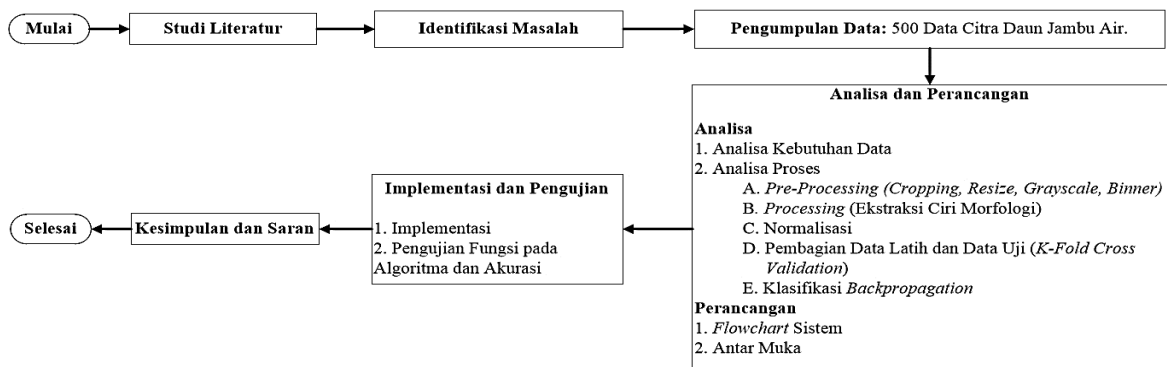 Mulai
Studi Literatur
Identifikasi Masalah
Pengumpulan Data: 500 Data Citra Daun Jambu Air.
Analisa dan Perancangan
Analisa
1. Analisa Kebutuhan Data
2. Analisa Proses
A. Pre-Processing (Cropping, Resize, Grayscale, Binner)
B. Processing (Ekstraksi Ciri Morfologi)
C. Normalisasi
D. Pembagian Data Latih dan Data Uji (K-Fold Cross
Validation)
E. Klasifikasi Backpropagation
Perancangan
1. Flowchart Sistem
2. Antar Muka
Implementasi dan Pengujian
1. Implementasi
2. Pengujian Fungsi pada
Algoritma dan Akurasi
Kesimpulan dan Saran
Selesai